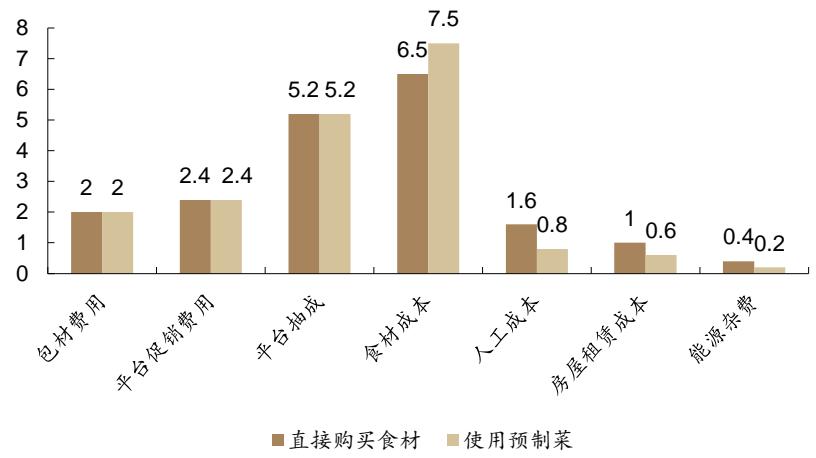 8
7
6
5
4
3
2
1
0
2 2
2.4 2.4
5.2 5.2
6.5 7.5
1.6 0.8
1 0.6
0.4 0.2
包材费用
平台促销费用
平台抽成
食材成本
人工成本
房屋租赁成本
能源杂费
直接购买食材 使用预制菜